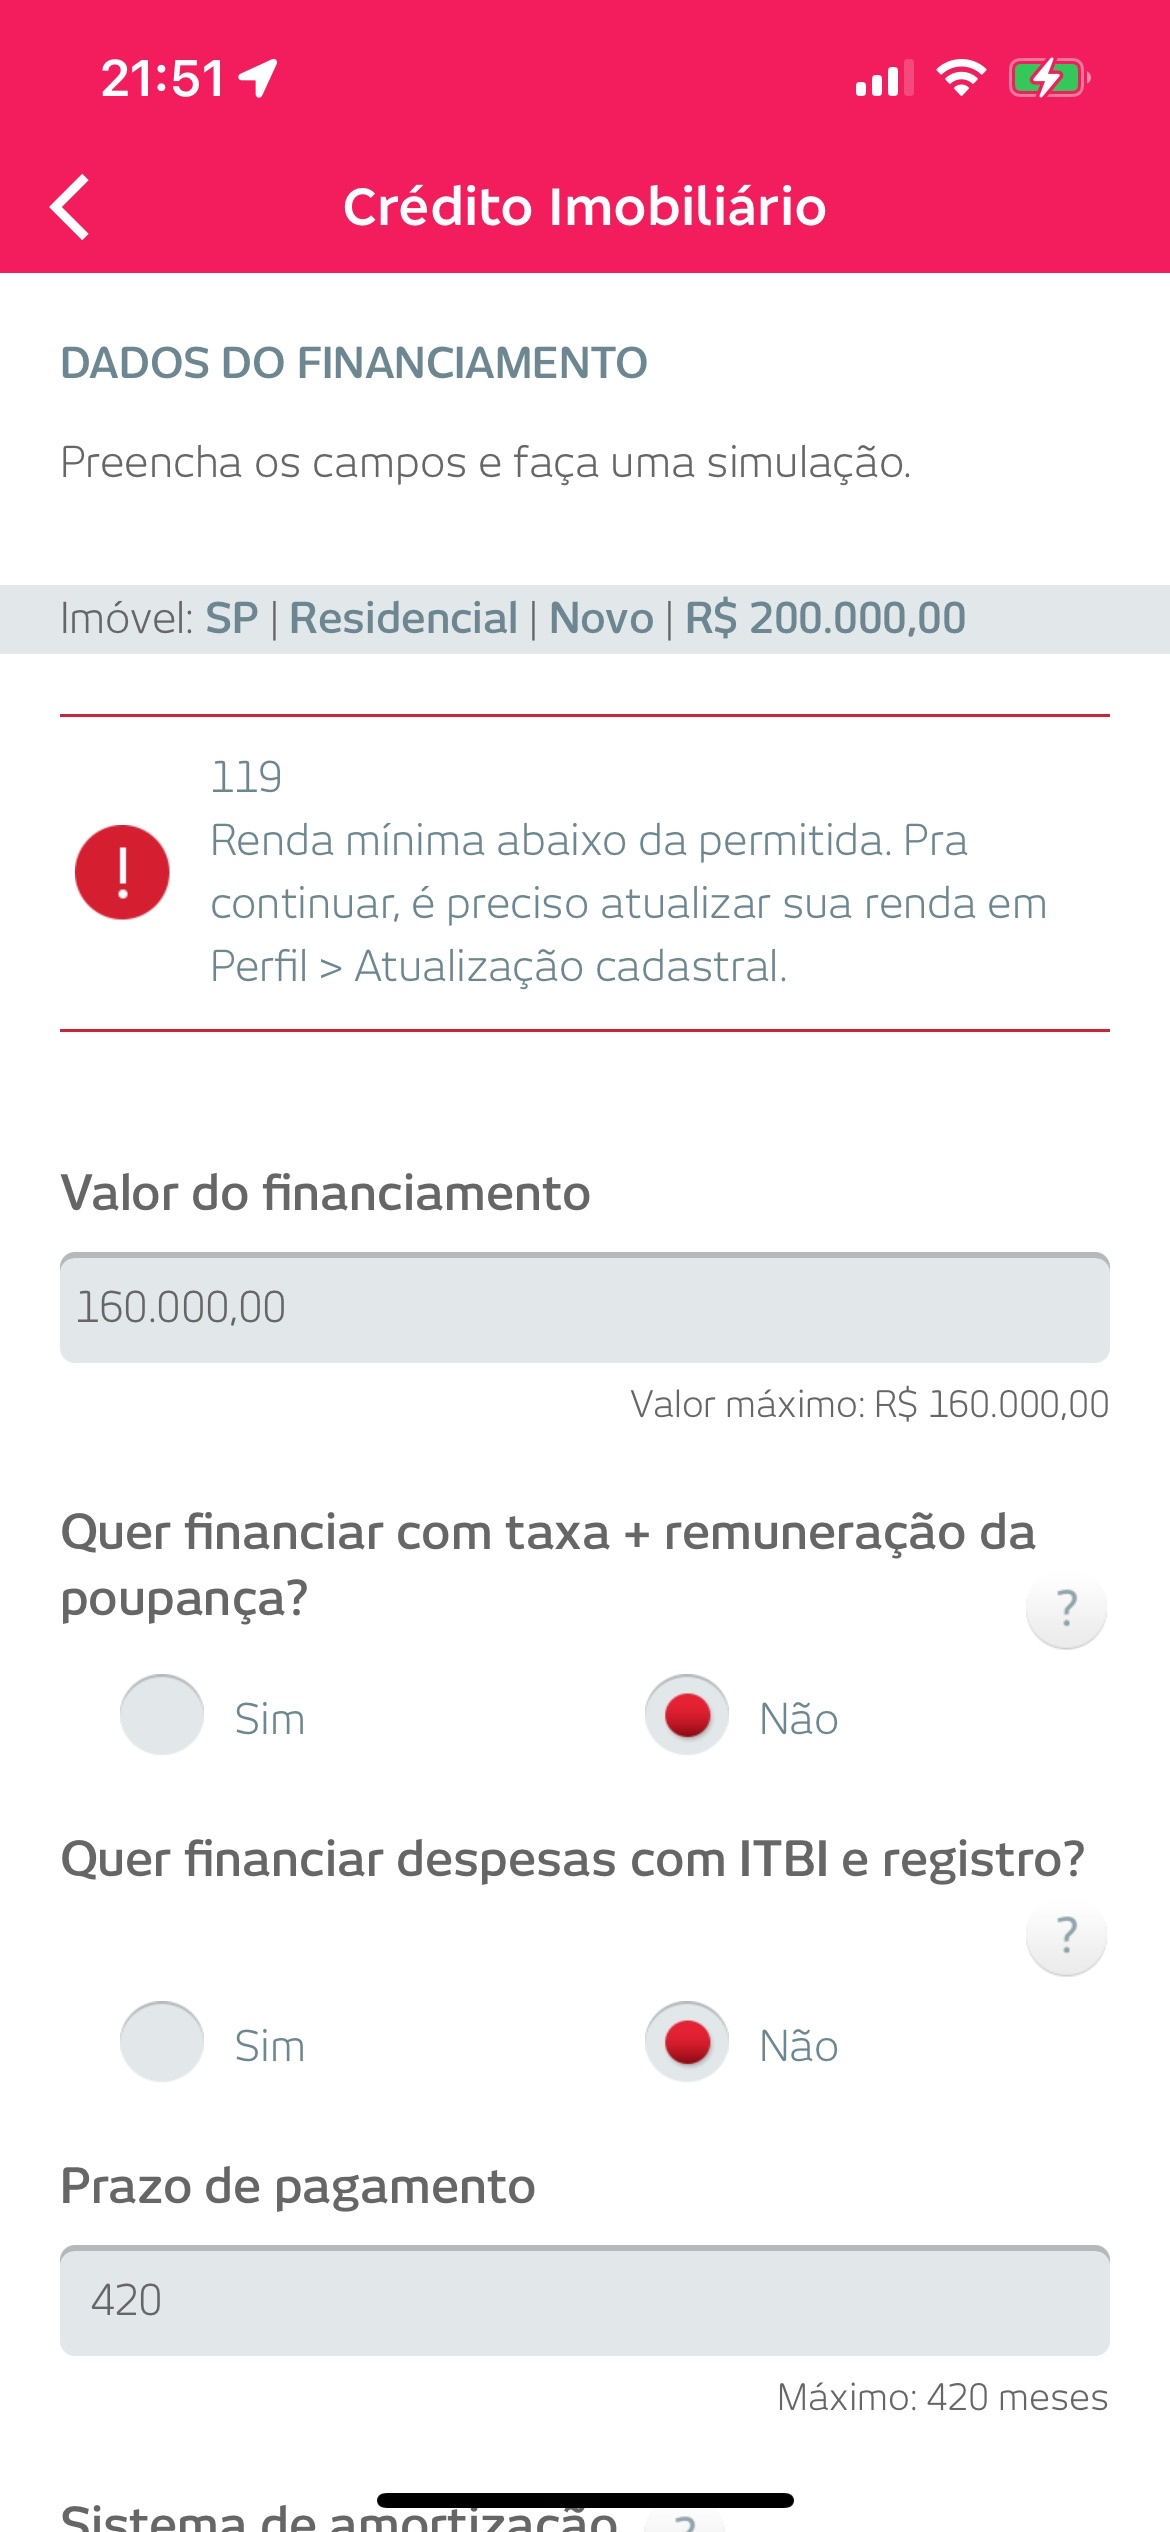 21:51
Crédito Imobiliário
DADOS DO FINANCIAMENTO
Preencha os campos e faça uma simulação.
Imóvel: SP | Residencial | Novo | R$ 200.000,00
119
Renda mínima abaixo da permitida. Pra
continuar, é preciso atualizar sua renda em
Perfil > Atualização cadastral.
Valor do financiamento
160.000,00
Valor máximo: R$ 160.000,00
Quer financiar com taxa + remuneração da
poupança?
?
Sim
Não
Quer financiar despesas com ITBI e registro?
?
Sim
Não
Prazo de pagamento
420
Máximo: 420 meses
Sistema de amortização ?